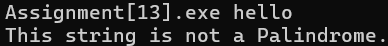 Assignment[13].exe hello
This string is not a Palindrome.